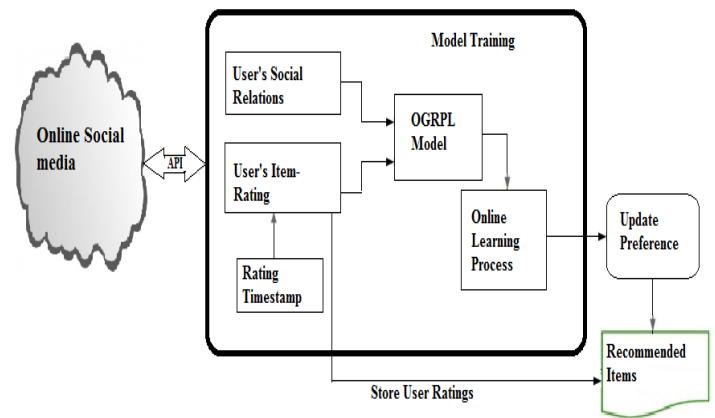 Model Training
Online Social
media
API
User's Social
Relations
User's Item-
Rating
Rating
Timestamp
OGRPL
Model
Online
Learning
Process
Update
Preference
Recommended
Items
Store User Ratings